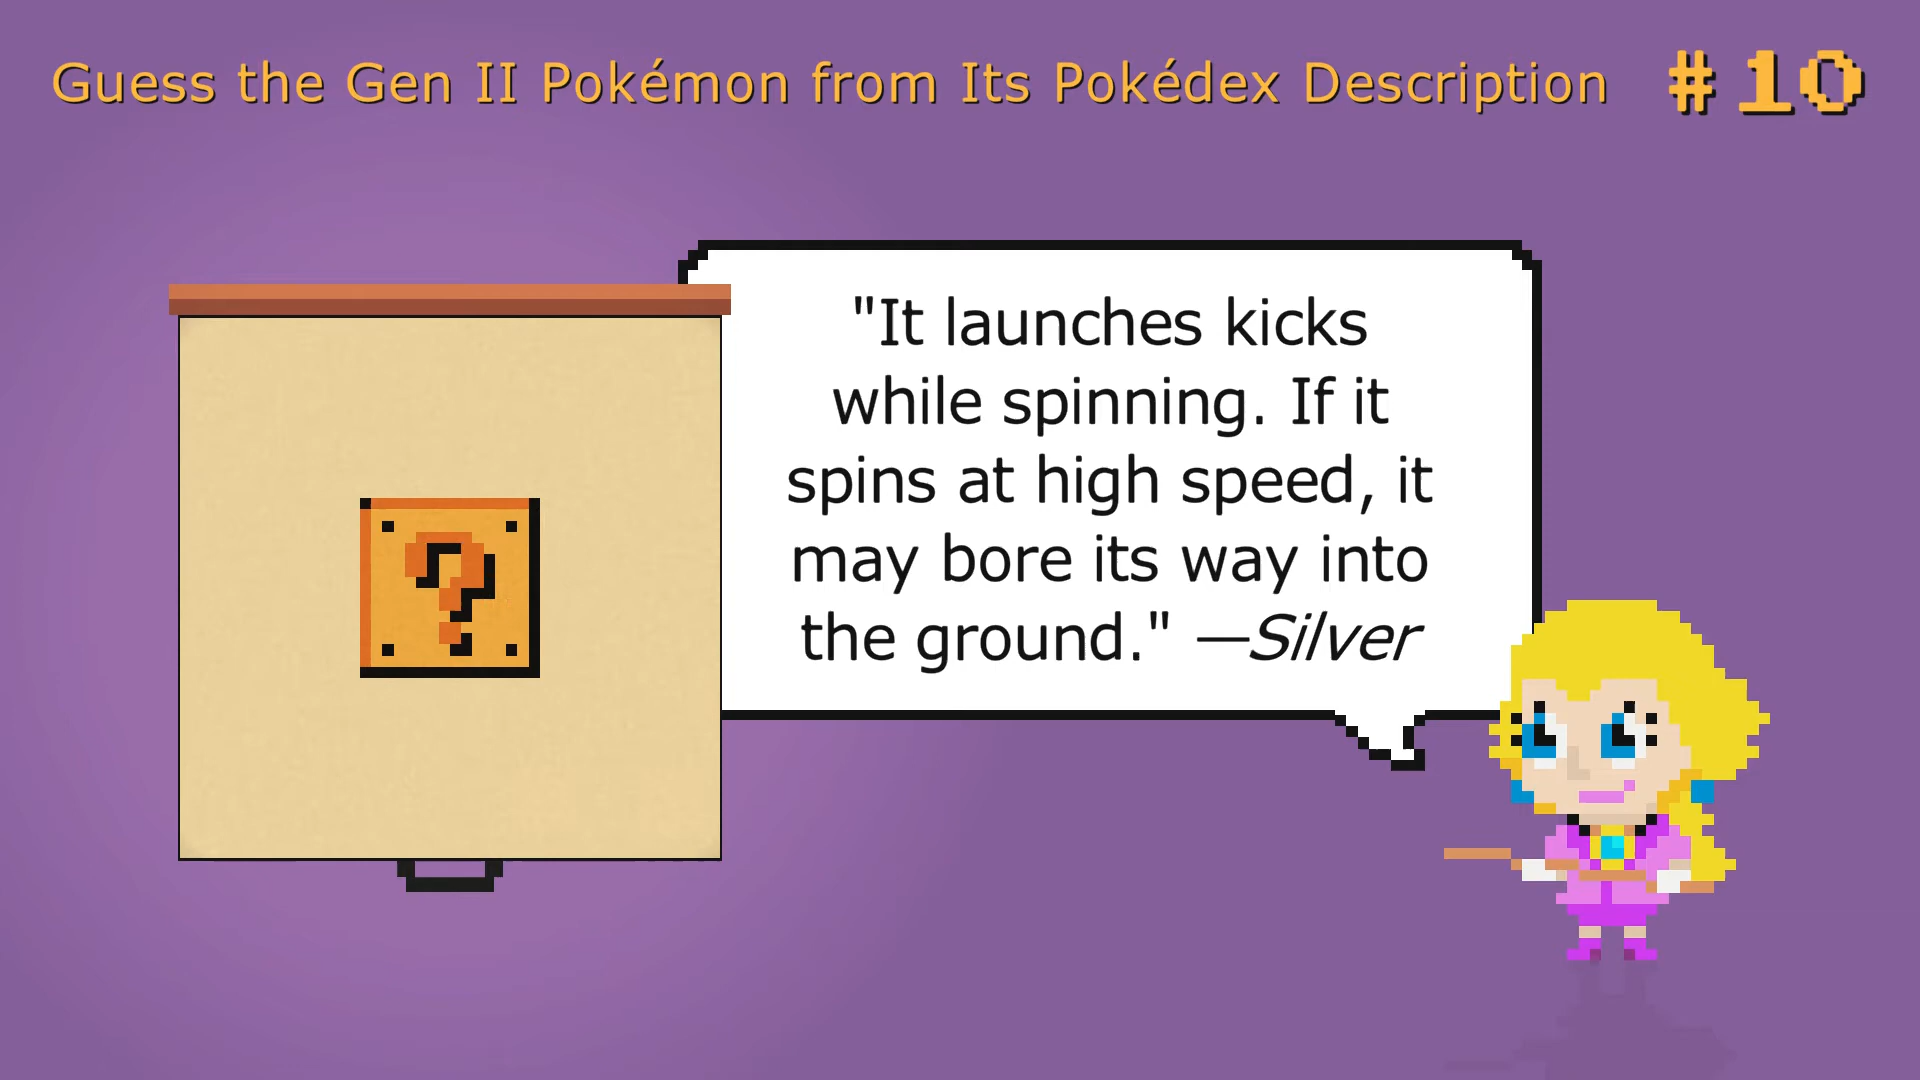 Guess the Gen II Pokémon from Its Pokédex Description #10
"It launches kicks
while spinning. If it
spins at high speed, it
may bore its way into
the ground." —Silver
?